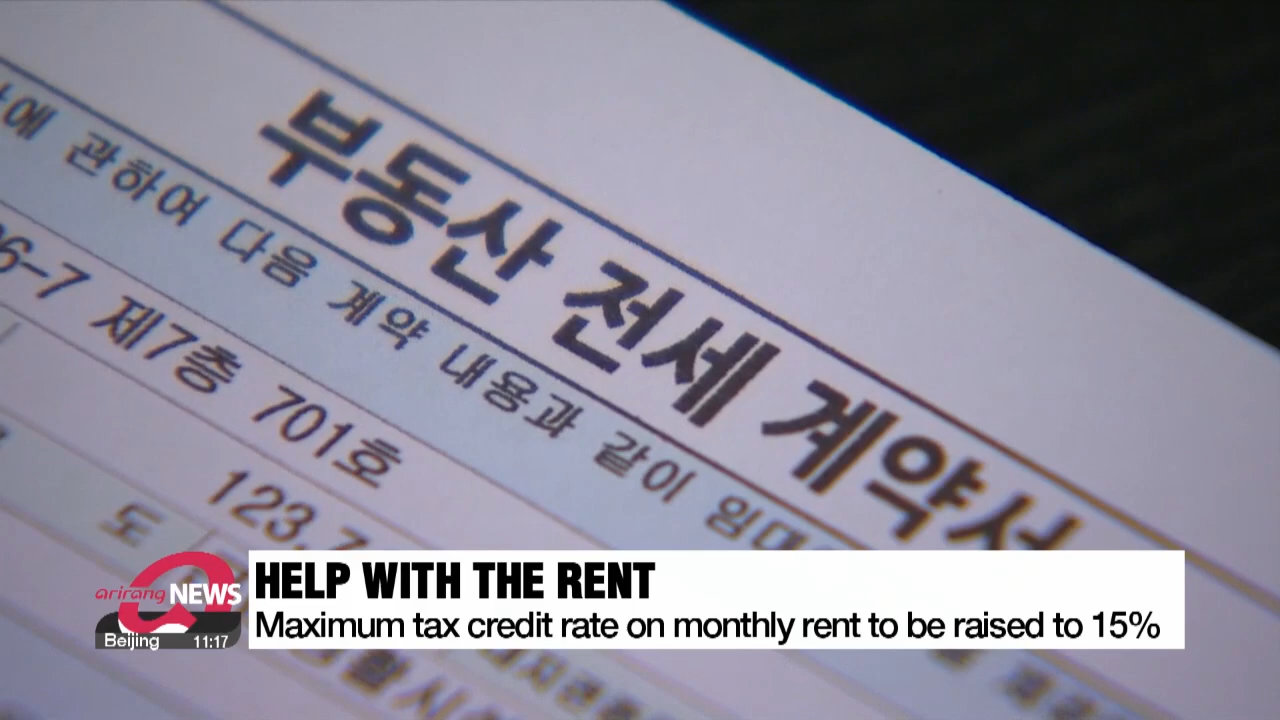 부동산 전세 계약서
에 관하여 다음 계약 내용과 같이 임대
6-7 제7층 701호
123.7
도
arirang NEWS
Beijing 11:17
HELP WITH THE RENT
Maximum tax credit rate on monthly rent to be raised to 15%